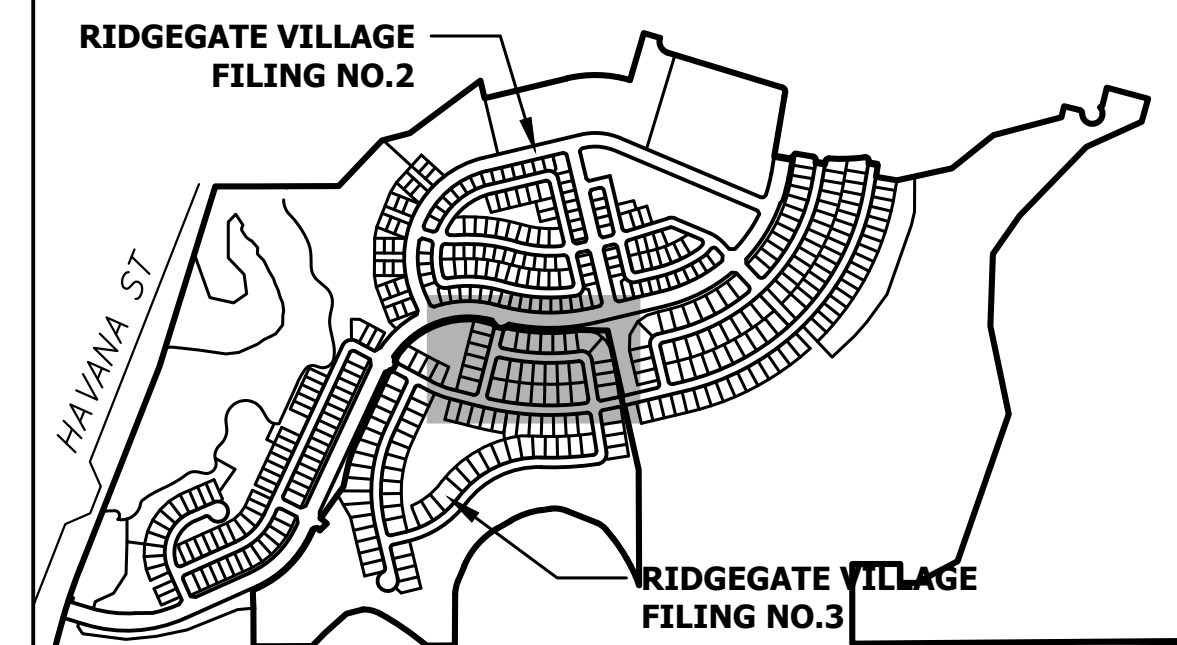 RIDGEGATE VILLAGE
FILING NO.2
HAVANA ST
RIDGEGATE VILLAGE
FILING NO.3